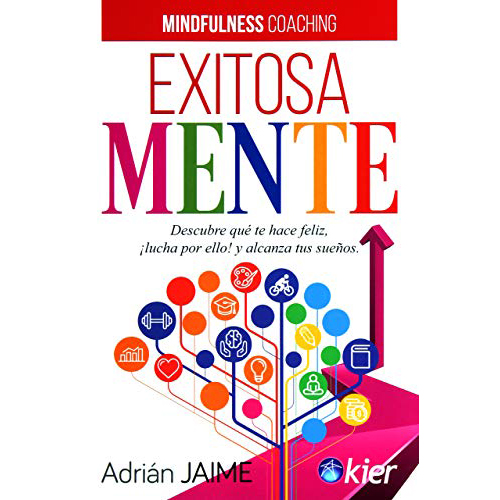 MINDFULNESS COACHING
EXITOSA
MENTE
Descubre qué te hace feliz,
¡lucha por ello! y alcanza tus sueños.
Adrián JAIME
kier